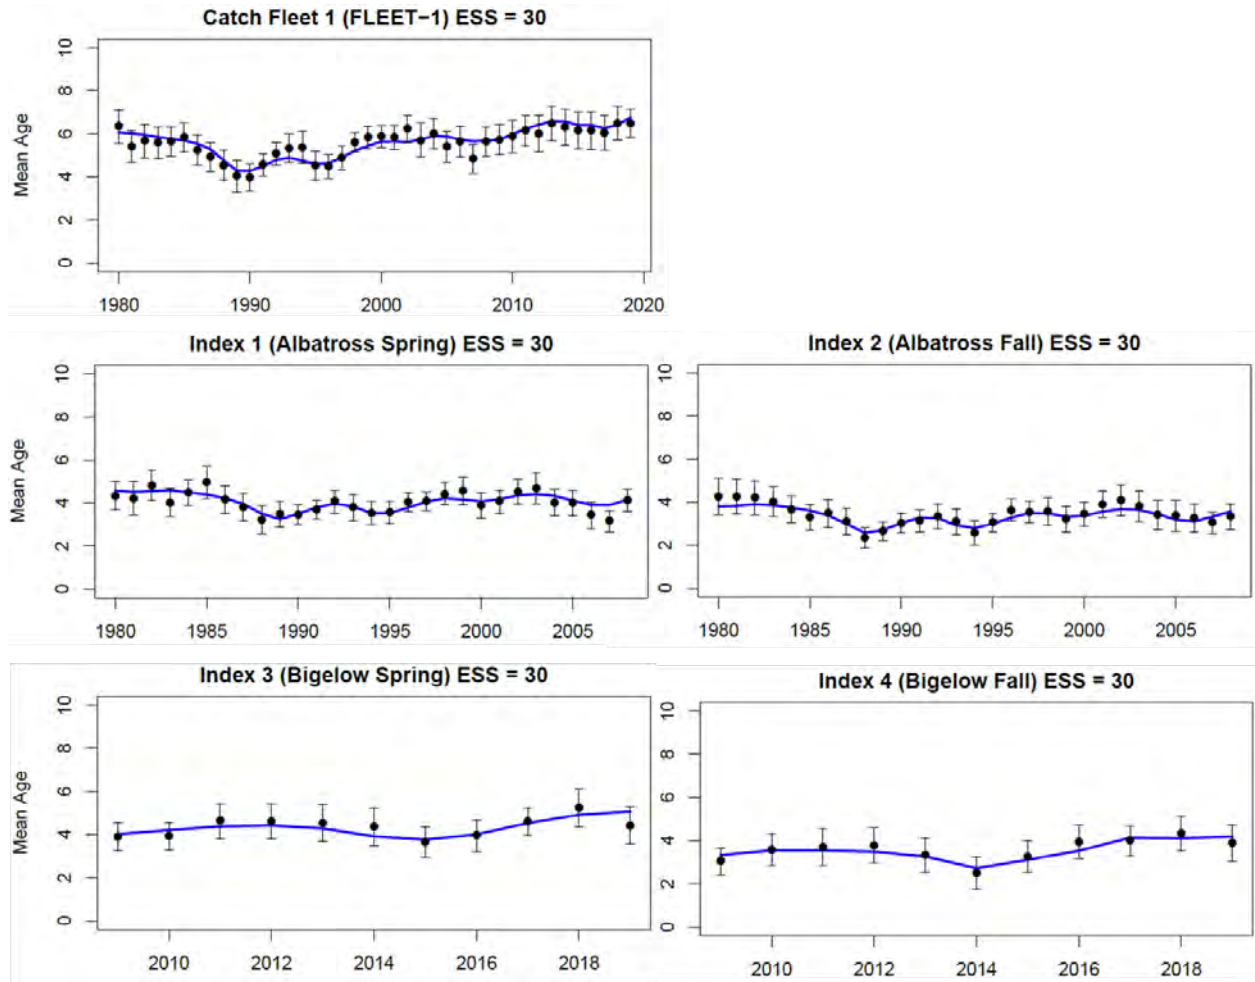 Catch Fleet 1 (FLEET−1) ESS = 30
Mean Age
0 2 4 6 8 10
1980 1990 2000 2010 2020
Index 1 (Albatross Spring) ESS = 30
Mean Age
0 2 4 6 8 10
1980 1985 1990 1995 2000 2005
Index 2 (Albatross Fall) ESS = 30
0 2 4 6 8 10
1980 1985 1990 1995 2000 2005
Index 3 (Bigelow Spring) ESS = 30
Mean Age
0 2 4 6 8 10
2010 2012 2014 2016 2018
Index 4 (Bigelow Fall) ESS = 30
0 2 4 6 8 10
2010 2012 2014 2016 2018